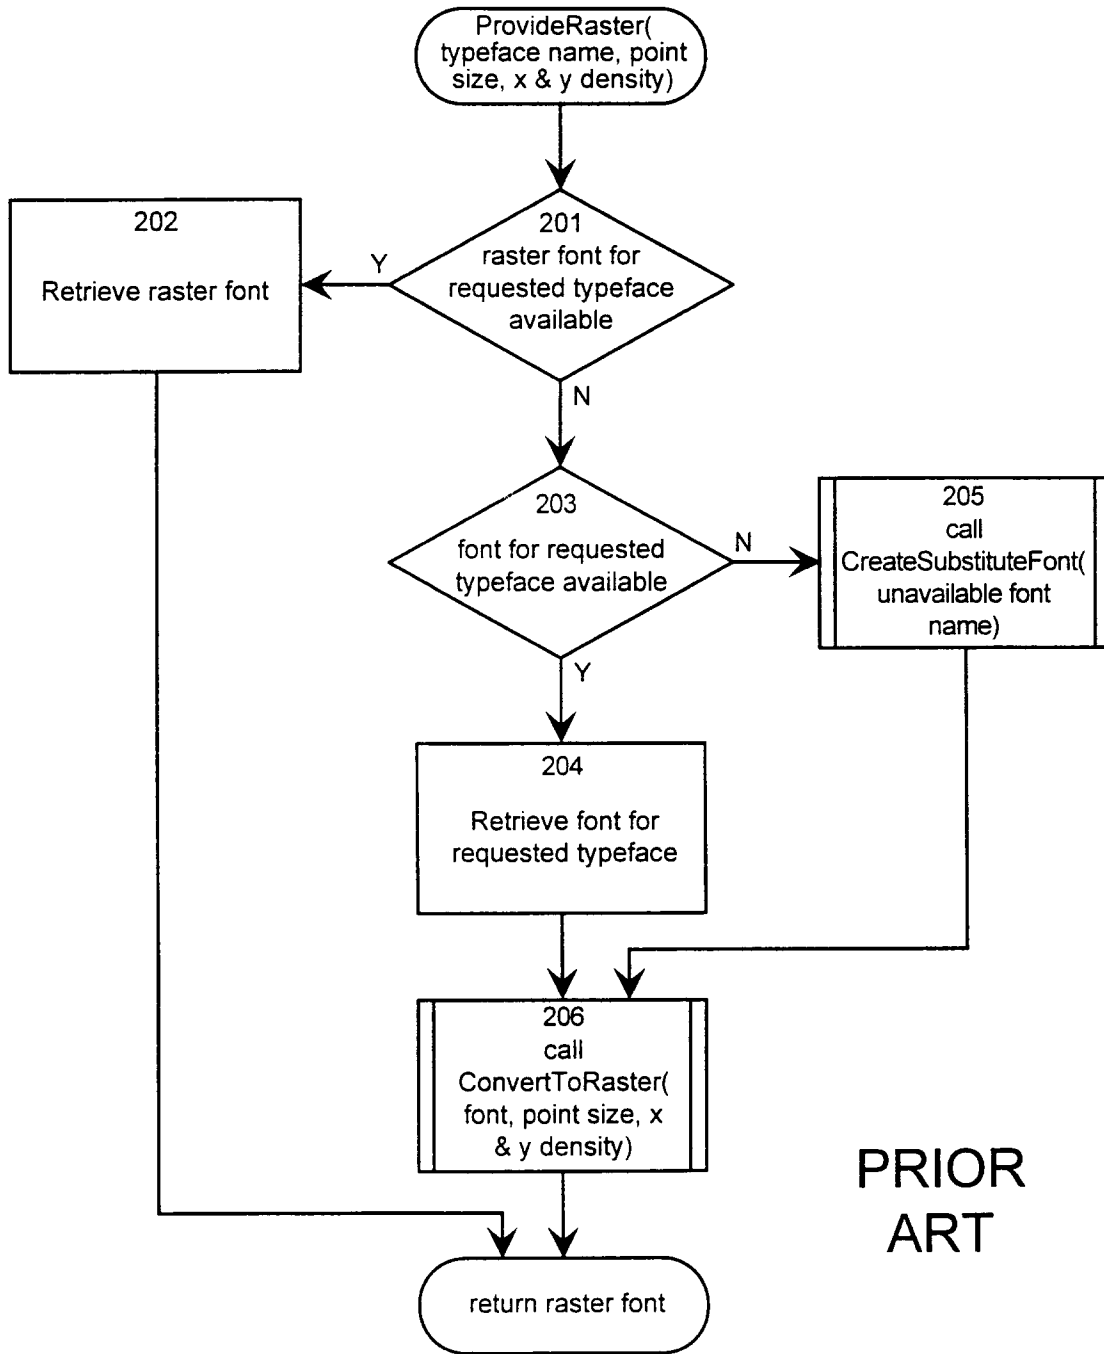 ProvideRaster(
typeface name, point
size, x & y density)
201
raster font for
requested typeface
available
Y
N
202
Retrieve raster font
203
font for requested
typeface available
N
Y
205
call
CreateSubstituteFont(
unavailable font
name)
204
Retrieve font for
requested typeface
206
call
ConvertToRaster(
font, point size, x
& y density)
PRIOR
ART
return raster font